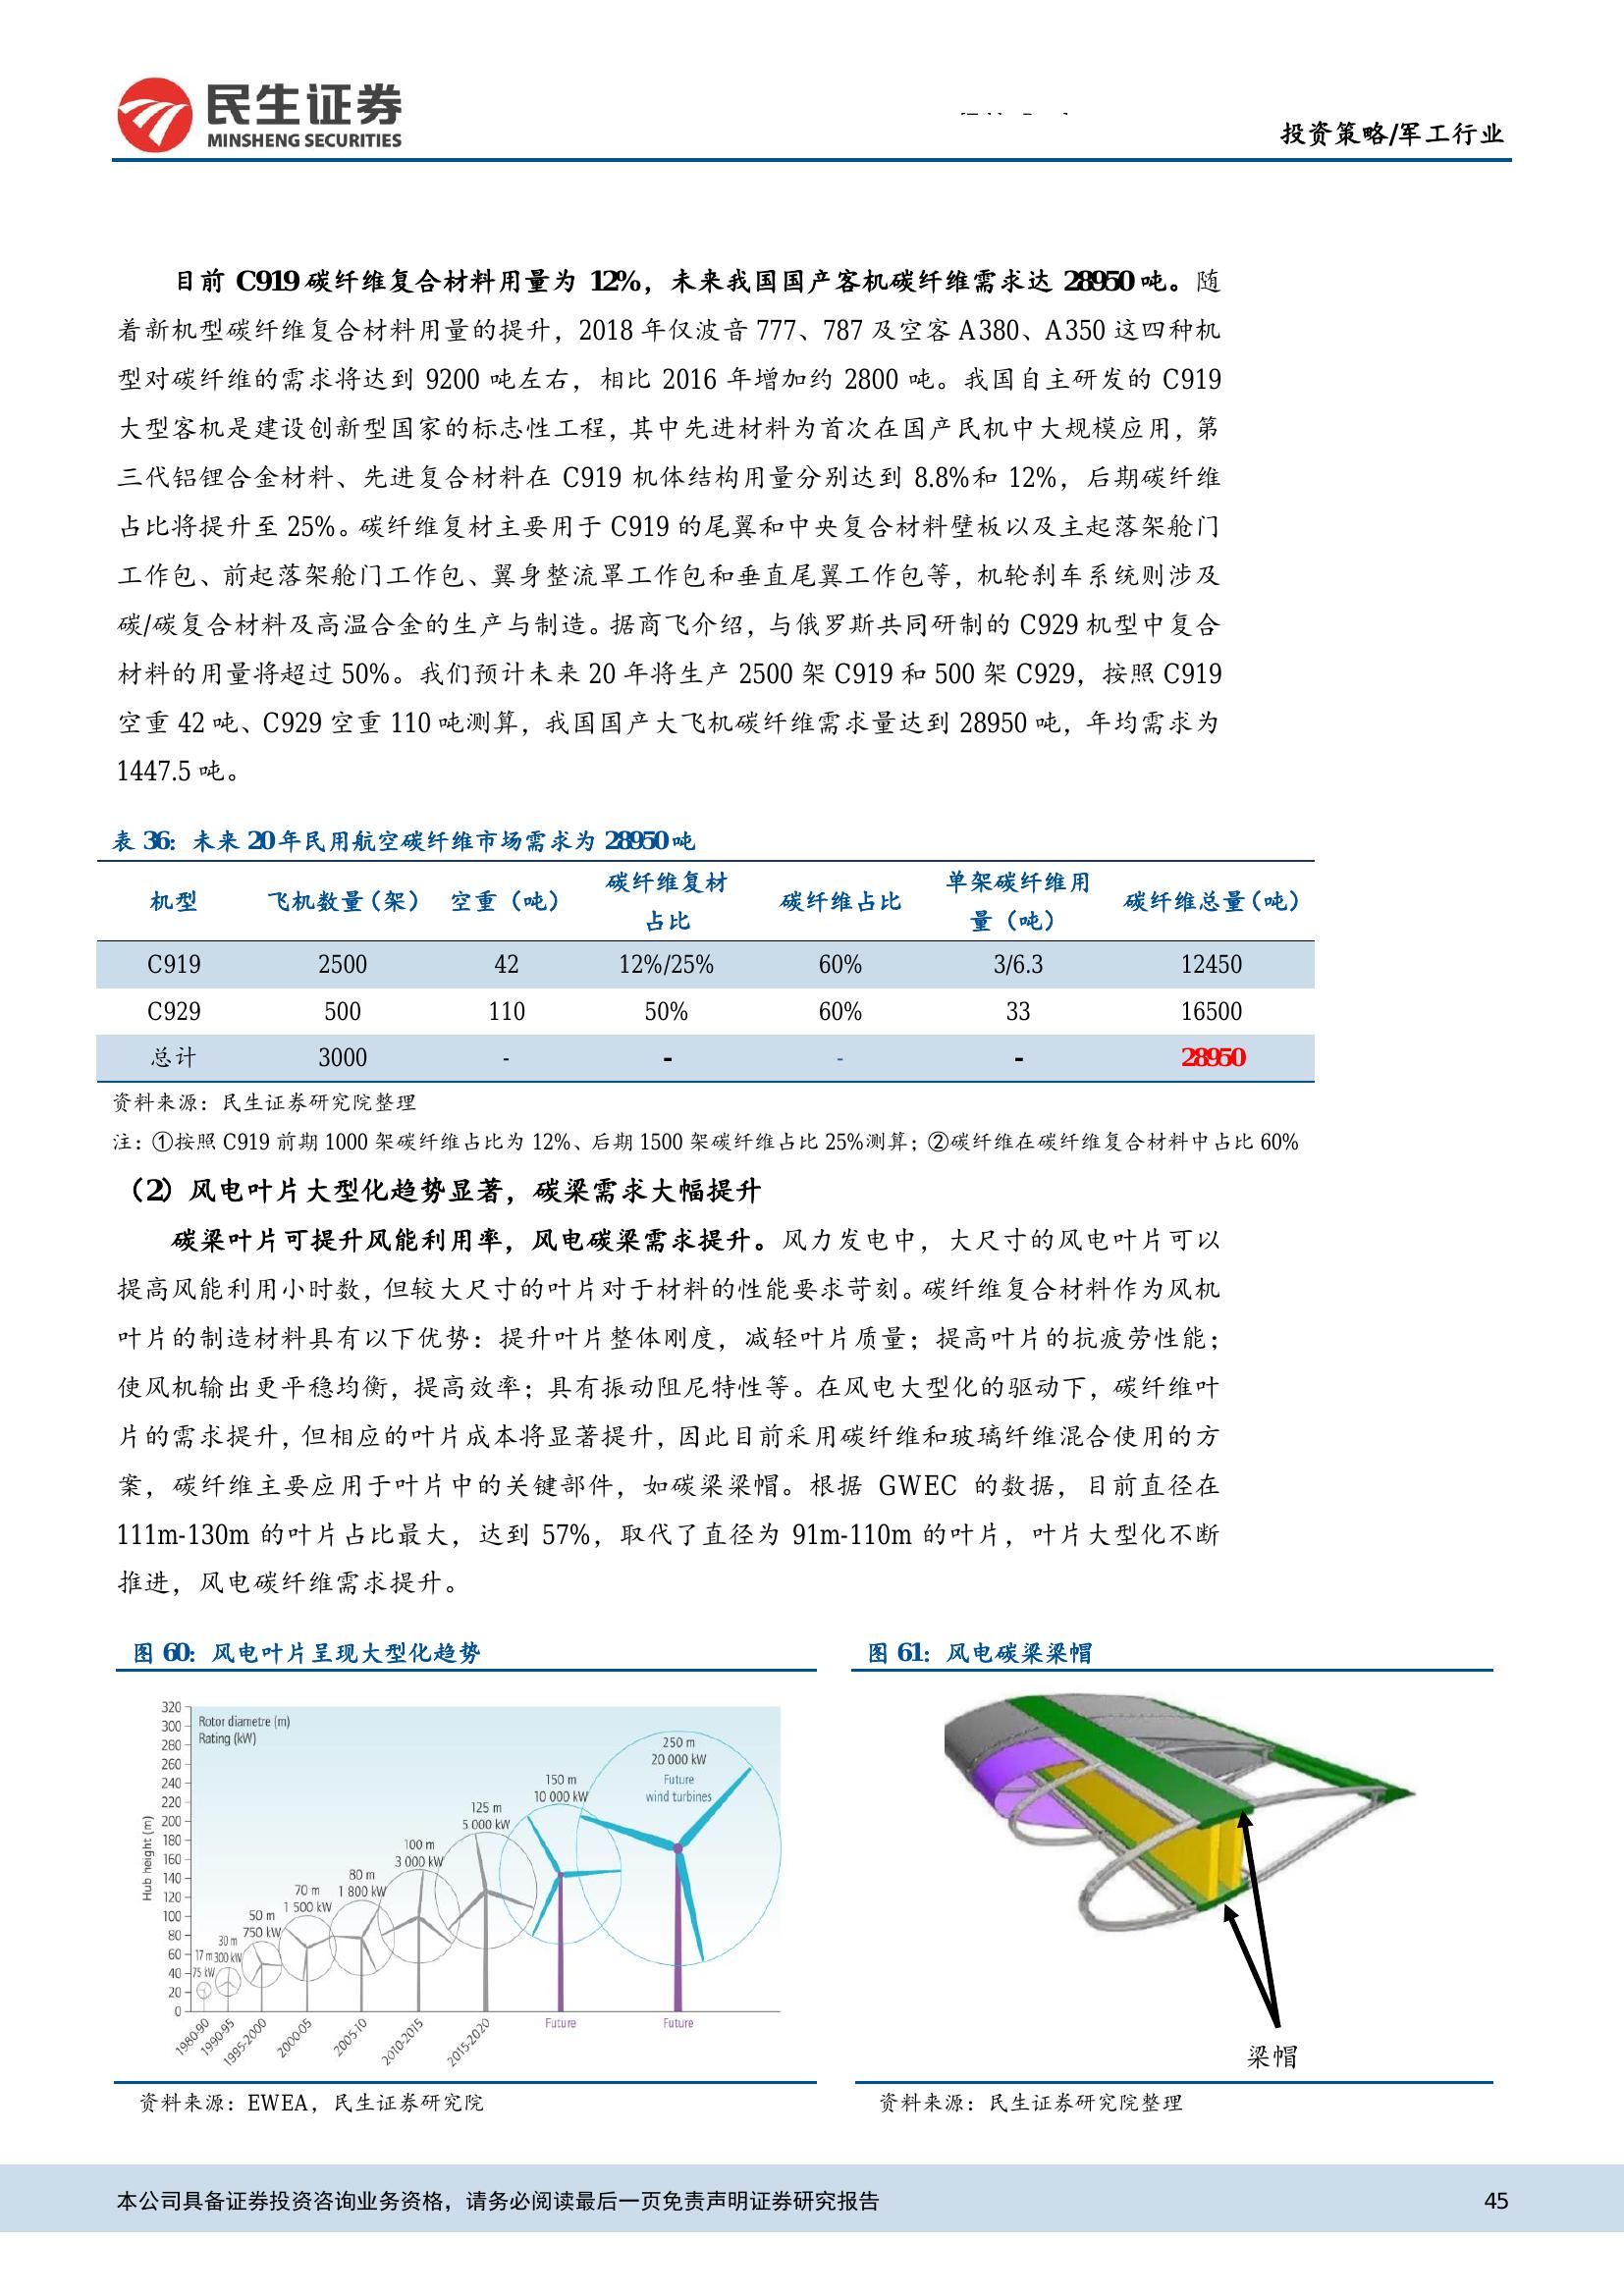 民生证券
MINSHENG SECURITIES
投资策略/军工行业
目前 C919 碳纤维复合材料用量为 12%，未来我国国产客机碳纤维需求达 28950 吨。随
着新机型碳纤维复合材料用量的提升，2018 年仅波音 777、787 及空客 A380、A350 这四种机
型对碳纤维的需求将达到 9200 吨左右，相比 2016 年增加约 2800 吨。我国自主研发的 C919
大型客机是建设创新型国家的标志性工程，其中先进材料为首次在国产民机中大规模应用，第
三代铝锂合金材料、先进复合材料在 C919 机体结构用量分别达到 8.8%和 12%，后期碳纤维
占比将提升至 25%。碳纤维复材主要用于 C919 的尾翼和中央复合材料壁板以及主起落架舱门
工作包、前起落架舱门工作包、翼身整流罩工作包和垂直尾翼工作包等，机轮刹车系统则涉及
碳/碳复合材料及高温合金的生产与制造。据商飞介绍，与俄罗斯共同研制的 C929 机型中复合
材料的用量将超过 50%。我们预计未来 20 年将生产 2500 架 C919 和 500 架 C929，按照 C919
空重 42 吨、C929 空重 110 吨测算，我国国产大飞机碳纤维需求量达到 28950 吨，年均需求为
1447.5 吨。
表 36：未来 20 年民用航空碳纤维市场需求为 28950 吨
机型 飞机数量（架） 空重（吨） 碳纤维复材占比 碳纤维占比 单架碳纤维用量（吨） 碳纤维总量（吨）
C919 2500 42 12%/25% 60% 3/6.3 12450
C929 500 110 50% 60% 33 16500
总计 3000 - - - - 28950
资料来源：民生证券研究院整理
注：①按照 C919 前期 1000 架碳纤维占比为 12%、后期 1500 架碳纤维占比 25%测算；②碳纤维在碳纤维复合材料中占比 60%
（2）风电叶片大型化趋势显著，碳梁需求大幅提升
碳梁叶片可提升风能利用率，风电碳梁需求提升。风力发电中，大尺寸的风电叶片可以
提高风能利用小时数，但较大尺寸的叶片对于材料的性能要求苛刻。碳纤维复合材料作为风机
叶片的制造材料具有以下优势：提升叶片整体刚度，减轻叶片质量；提高叶片的抗疲劳性能；
使风机输出更平稳均衡，提高效率；具有振动阻尼特性等。在风电大型化的驱动下，碳纤维叶
片的需求提升，但相应的叶片成本将显著提升，因此目前采用碳纤维和玻璃纤维混合使用的方
案，碳纤维主要应用于叶片中的关键部件，如碳梁梁帽。根据 GWEC 的数据，目前直径在
111m-130m 的叶片占比最大，达到 57%，取代了直径为 91m-110m 的叶片，叶片大型化不断
推进，风电碳纤维需求提升。
图 60：风电叶片呈现大型化趋势
Hub height (m)
320
300
280
260
240
220
200
180
160
140
120
100
80
60
40
20
0
Rotor diametre (m)
Rating (kW)
17 m
75 kW
30 m
300 kW
50 m
750 kW
70 m
1 500 kW
80 m
1 800 kW
100 m
3 000 kW
125 m
5 000 kW
150 m
10 000 kW
250 m
20 000 kW
Future
wind turbines
1980-90
1990-95
1995-2000
2000-05
2005-10
2010-2015
2015-2020
Future
Future
资料来源：EWEA，民生证券研究院
图 61：风电碳梁梁帽
梁帽
资料来源：民生证券研究院整理
本公司具备证券投资咨询业务资格，请务必阅读最后一页免责声明证券研究报告 45